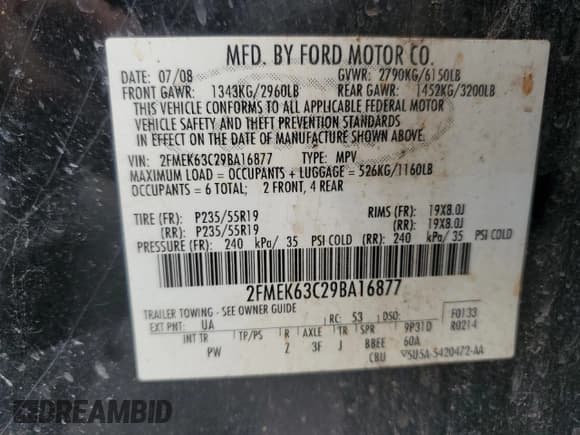 MFD. BY FORD MOTOR CO.
DATE: 07/08 GVWR: 2790KG/6150LB
FRONT GAWR: 1343KG/2960LB REAR GAWR: 1452KG/3200LB
THIS VEHICLE CONFORMS TO ALL APPLICABLE FEDERAL MOTOR
VEHICLE SAFETY AND THEFT PREVENTION STANDARDS
IN EFFECT ON THE DATE OF MANUFACTURE SHOWN ABOVE.
VIN: 2FMEK63C29BA16877 TYPE: MPV
MAXIMUM LOAD = OCCUPANTS + LUGGAGE = 526KG/1160LB
OCCUPANTS = 6 TOTAL; 2 FRONT, 4 REAR
TIRE (FR): P235/55R19 RIMS (FR): 19X8.0J
(RR): P235/55R19 (RR): 19X8.0J
PRESSURE (FR): 240 kPa/ 35 PSI COLD (RR): 240 kPa/ 35 PSI COLD
2FMEK63C29BA16877
TRAILER TOWING - SEE OWNER GUIDE
EXT PNT: UA RC: 53 DSO: F0133
INT TR TP/PS R AXLE TR SPR 9P31D R0214
PW Z 3F J BBEE 60A
CBU 5U5A-5420472-AA
DREAMBID